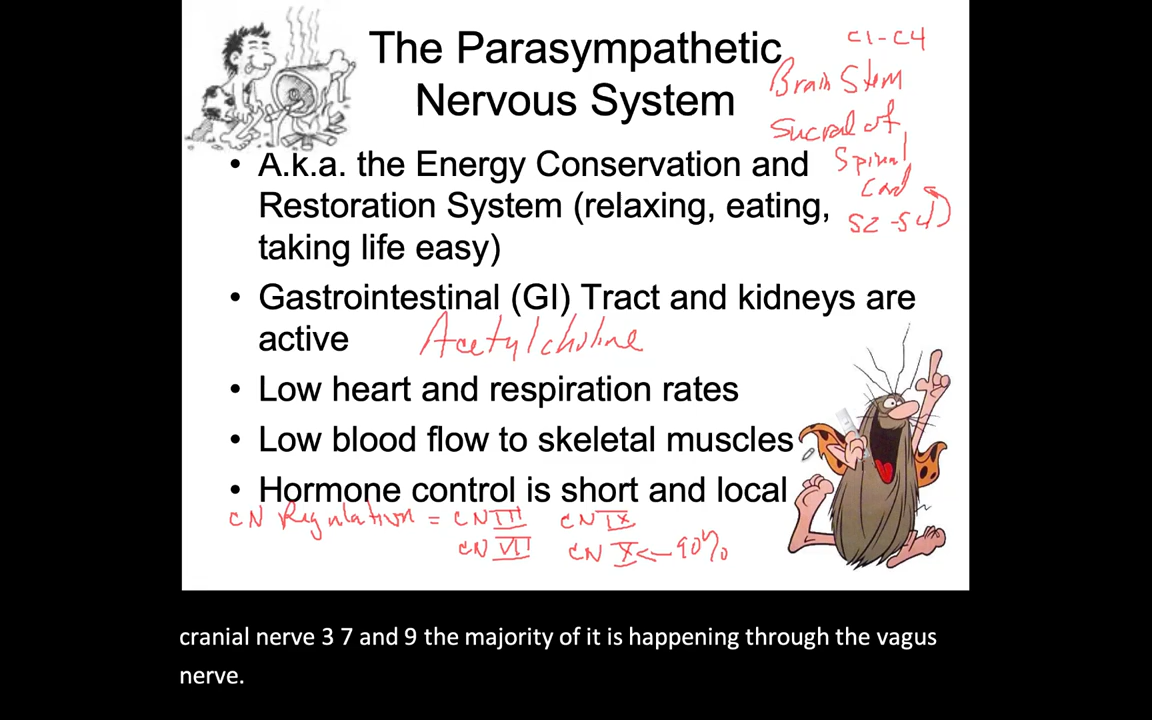 The Parasympathetic
Nervous System
C1-C4
Brain Stem
Sucral of
Spinal
Cord
S2-S4)
• A.k.a. the Energy Conservation and
Restoration System (relaxing, eating,
taking life easy)
• Gastrointestinal (GI) Tract and kidneys are
active
Acetylcholine
• Low heart and respiration rates
• Low blood flow to skeletal muscles
• Hormone control is short and local
CN Regulation = CN III CN IX
CN VII CN X <- 90%
cranial nerve 3 7 and 9 the majority of it is happening through the vagus
nerve.